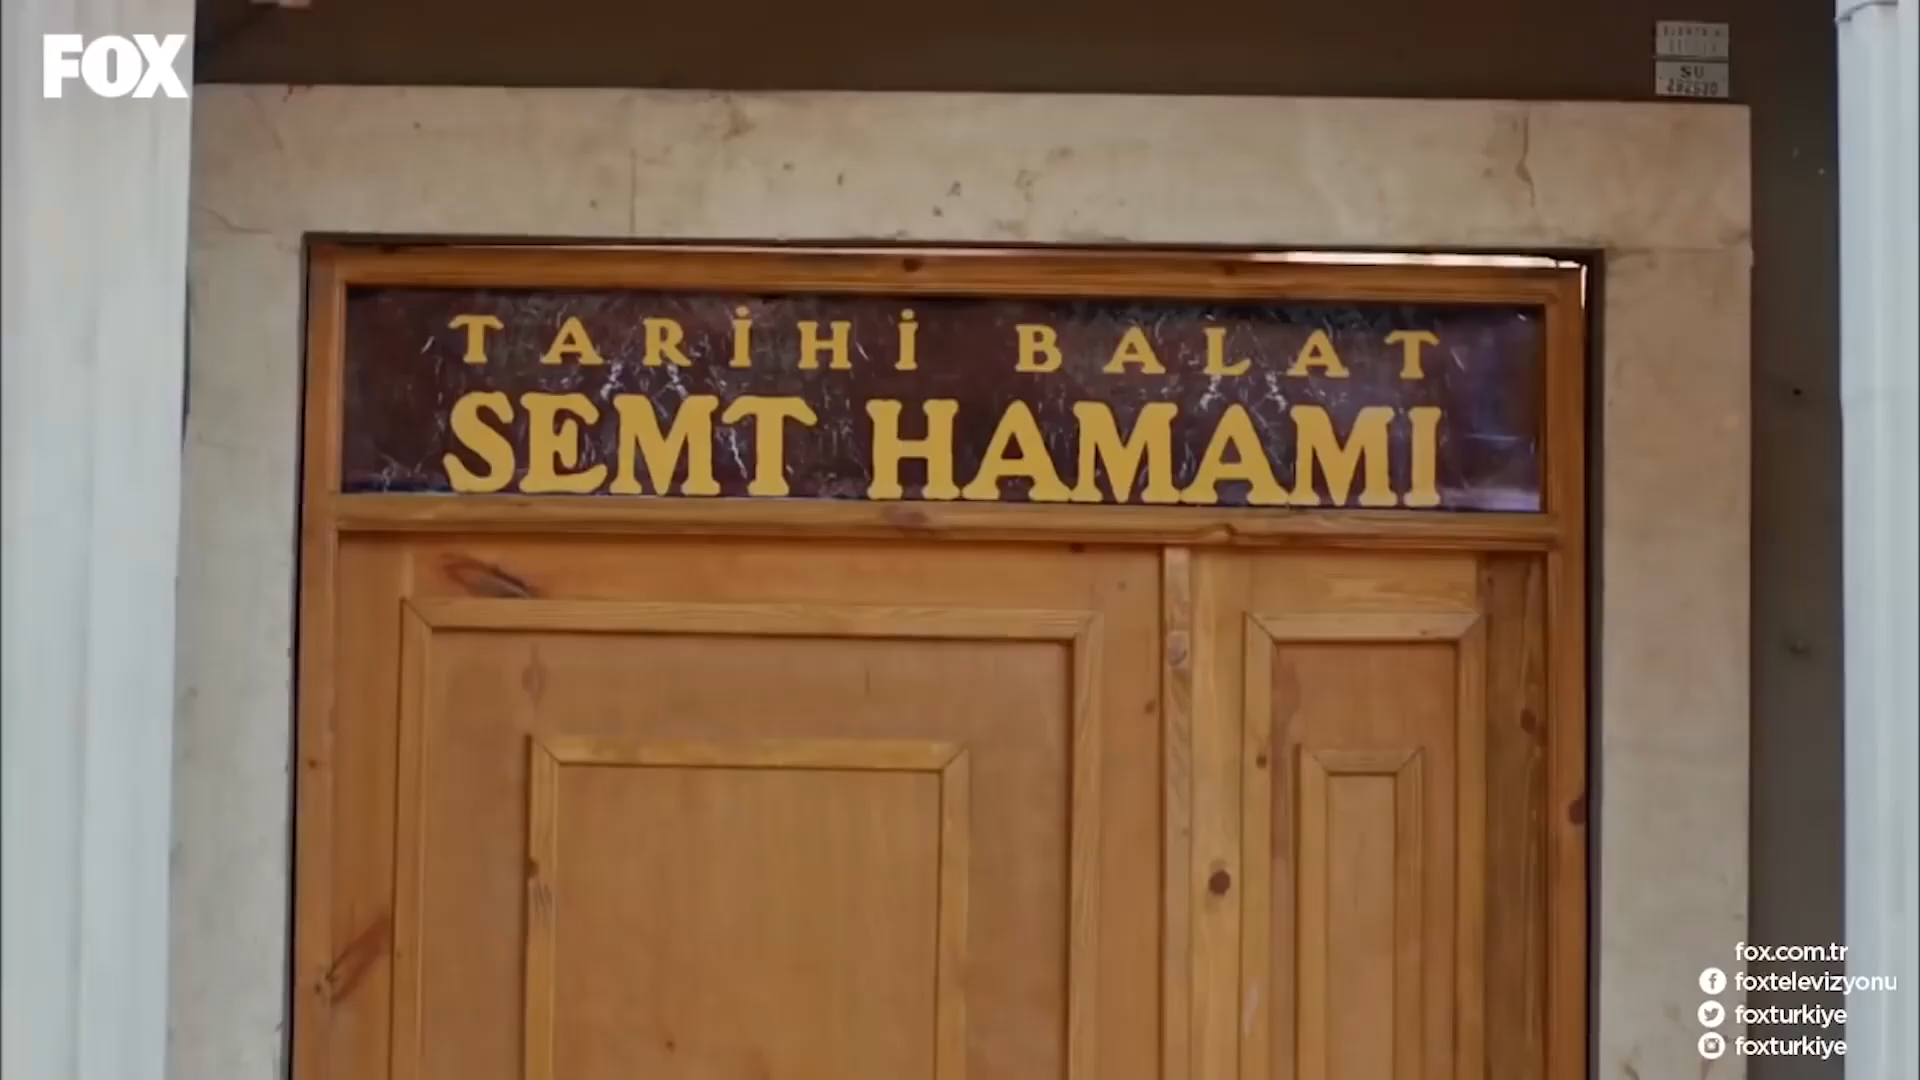 FOX
SU
TARİHİ BALAT
SEMT HAMAMI
fox.com.tr
foxtelevizyonu
foxturkiye
foxturkiye